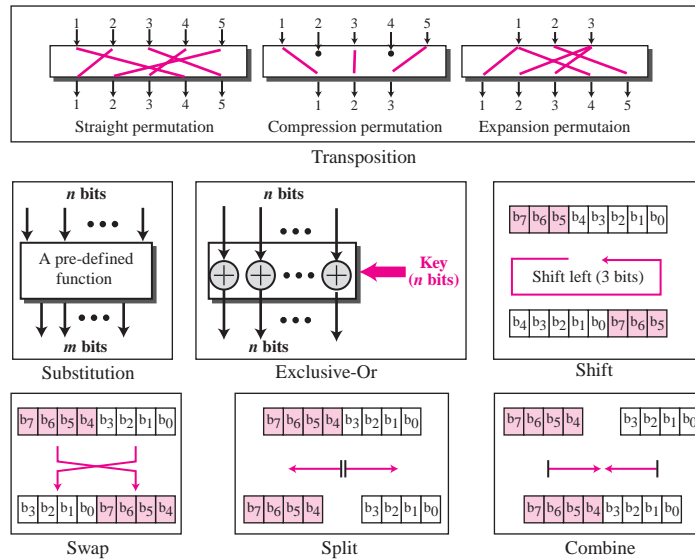 1 2 3 4 5
1 2 3 4 5
Straight permutation
1 2 3 4 5
1 2 3
Compression permutation
1 2 3
1 2 3 4 5
Expansion permutaion
Transposition
n bits
A pre-defined
function
m bits
Substitution
n bits
Key
(n bits)
n bits
Exclusive-Or
b7 b6 b5 b4 b3 b2 b1 b0
Shift left (3 bits)
b4 b3 b2 b1 b0 b7 b6 b5
Shift
b7 b6 b5 b4 b3 b2 b1 b0
b3 b2 b1 b0 b7 b6 b5 b4
Swap
b7 b6 b5 b4 b3 b2 b1 b0
b7 b6 b5 b4 b3 b2 b1 b0
Split
b7 b6 b5 b4 b3 b2 b1 b0
b7 b6 b5 b4 b3 b2 b1 b0
Combine